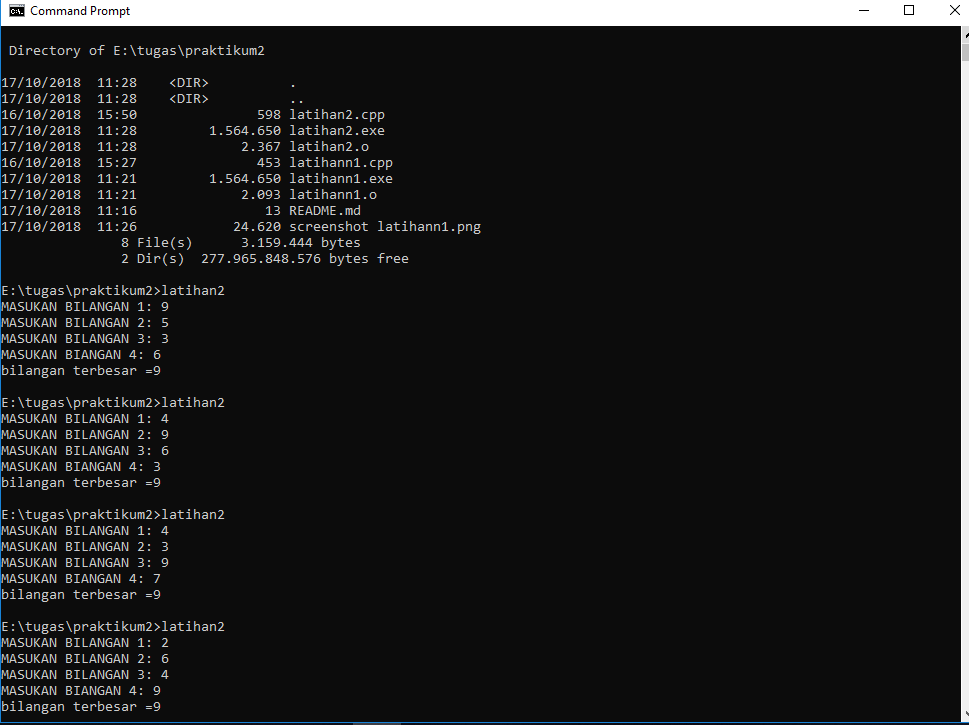 Command Prompt
Directory of E:\tugas\praktikum2
17/10/2018  11:28    <DIR>          .
17/10/2018  11:28    <DIR>          ..
16/10/2018  15:50               598 latihan2.cpp
17/10/2018  11:28         1.564.650 latihan2.exe
17/10/2018  11:28             2.367 latihan2.o
16/10/2018  15:27               453 latihann1.cpp
17/10/2018  11:21         1.564.650 latihann1.exe
17/10/2018  11:21             2.093 latihann1.o
17/10/2018  11:16                13 README.md
17/10/2018  11:26            24.620 screenshot latihann1.png
8 File(s)      3.159.444 bytes
2 Dir(s)  277.965.848.576 bytes free
E:\tugas\praktikum2>latihan2
MASUKAN BILANGAN 1: 9
MASUKAN BILANGAN 2: 5
MASUKAN BILANGAN 3: 3
MASUKAN BIANGAN 4: 6
bilangan terbesar =9
E:\tugas\praktikum2>latihan2
MASUKAN BILANGAN 1: 4
MASUKAN BILANGAN 2: 9
MASUKAN BILANGAN 3: 6
MASUKAN BIANGAN 4: 3
bilangan terbesar =9
E:\tugas\praktikum2>latihan2
MASUKAN BILANGAN 1: 4
MASUKAN BILANGAN 2: 3
MASUKAN BILANGAN 3: 9
MASUKAN BIANGAN 4: 7
bilangan terbesar =9
E:\tugas\praktikum2>latihan2
MASUKAN BILANGAN 1: 2
MASUKAN BILANGAN 2: 6
MASUKAN BILANGAN 3: 4
MASUKAN BIANGAN 4: 9
bilangan terbesar =9